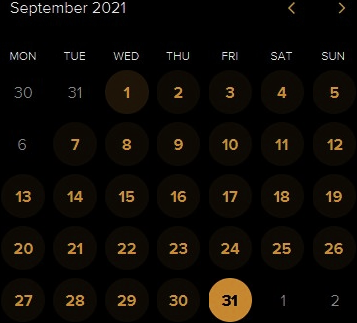 September 2021
MON TUE WED THU FRI SAT SUN
30 31 1 2 3 4 5
6 7 8 9 10 11 12
13 14 15 16 17 18 19
20 21 22 23 24 25 26
27 28 29 30 31 1 2